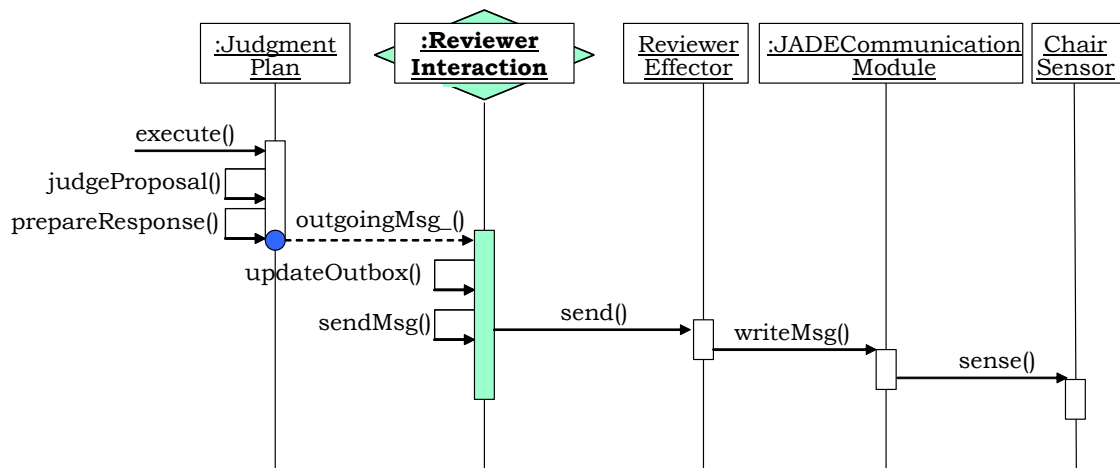 :Judgment
Plan
:Reviewer
Interaction
Reviewer
Effector
:JADECommunication
Module
Chair
Sensor
execute()
judgeProposal()
prepareResponse()
outgoingMsg_()
updateOutbox()
sendMsg()
send()
writeMsg()
sense()